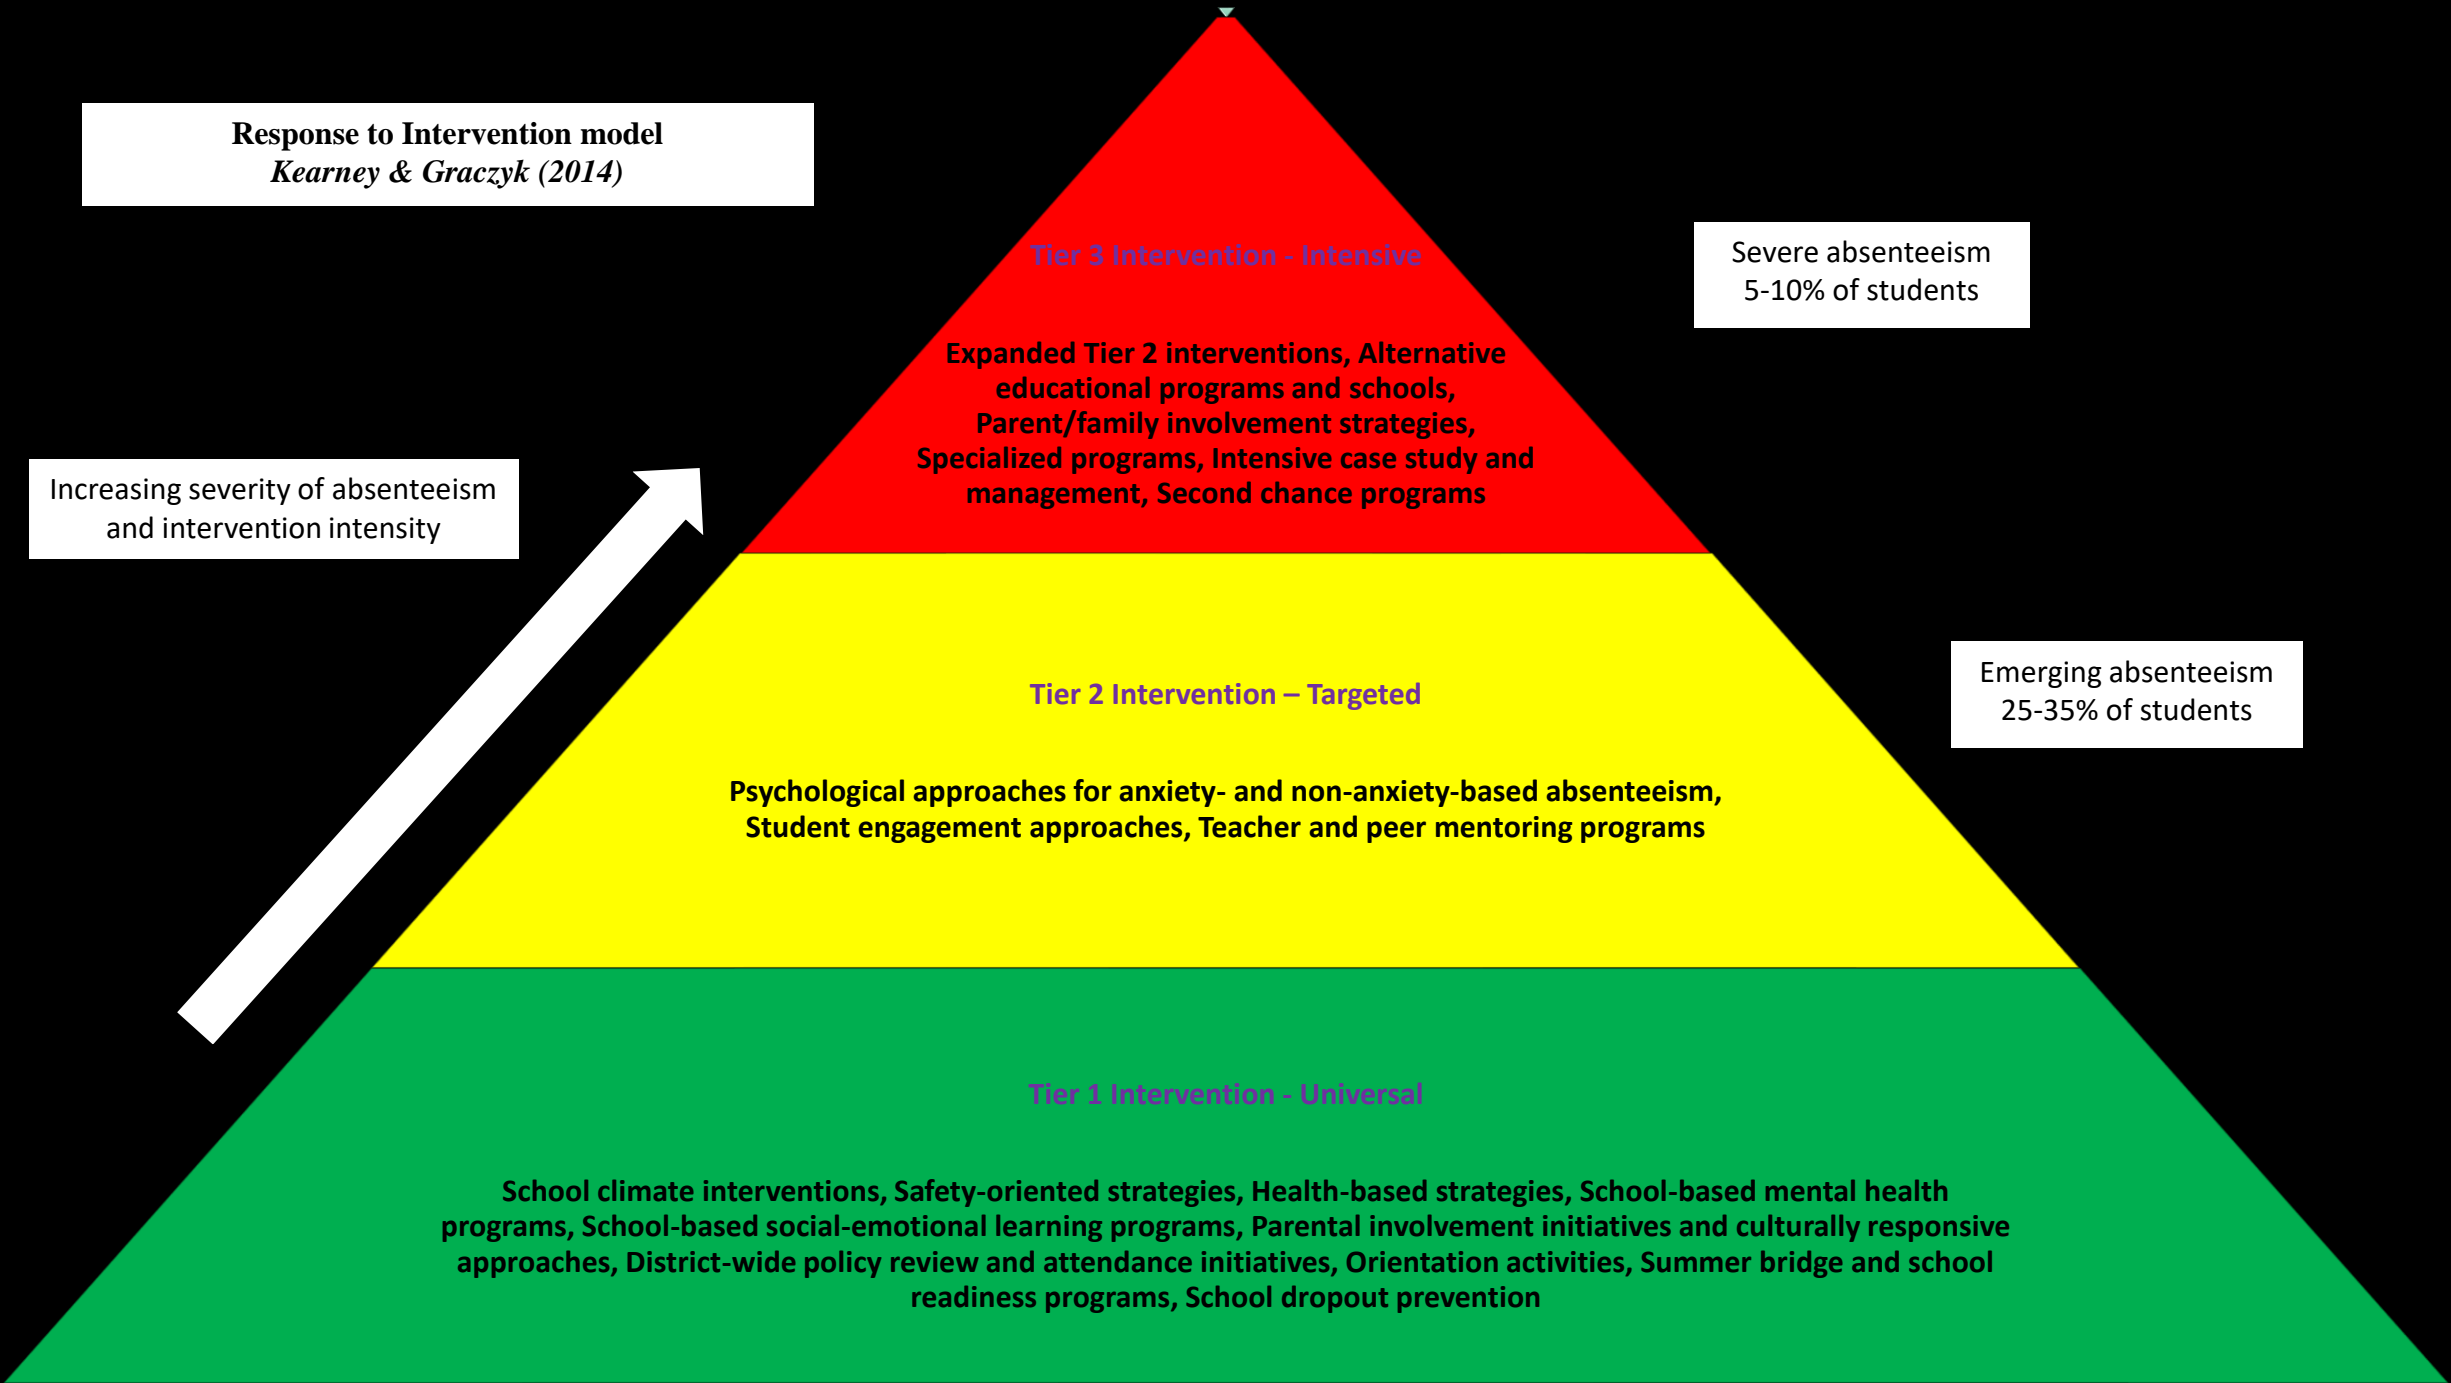 Response to Intervention model
Kearney & Graczyk (2014)
Tier 3 Intervention - Intensive
Severe absenteeism
5-10% of students
Expanded Tier 2 interventions, Alternative
educational programs and schools,
Parent/family involvement strategies,
Specialized programs, Intensive case study and
management, Second chance programs
Increasing severity of absenteeism
and intervention intensity
Tier 2 Intervention – Targeted
Emerging absenteeism
25-35% of students
Psychological approaches for anxiety- and non-anxiety-based absenteeism,
Student engagement approaches, Teacher and peer mentoring programs
Tier 1 Intervention - Universal
School climate interventions, Safety-oriented strategies, Health-based strategies, School-based mental health
programs, School-based social-emotional learning programs, Parental involvement initiatives and culturally responsive
approaches, District-wide policy review and attendance initiatives, Orientation activities, Summer bridge and school
readiness programs, School dropout prevention